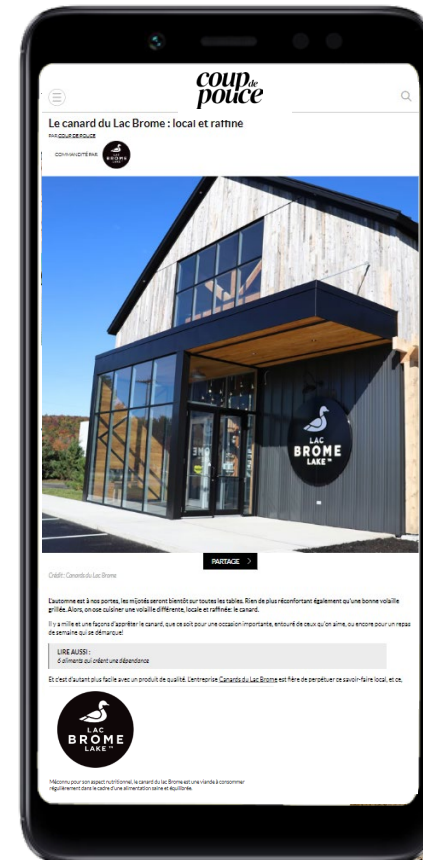 coup de
pouce
Le canard du Lac Brome : local et raffiné
PAR COUP DE POUCE
COMMANDITÉ PAR
LAC
BROME
LAKE
LAC
BROME
LAKE™
PARTAGE >
Crédit : Canards du Lac Brome
L'automne est à nos portes, les mijotés seront bientôt sur toutes les tables. Rien de plus réconfortant également qu'une bonne volaille
grillée. Alors, on ose cuisiner une volaille différente, locale et raffinée: le canard.
Il y a mille et une façons d'apprêter le canard, que ce soit pour une occasion importante, entouré de ceux qu'on aime, ou encore pour un repas
de semaine qui se démarque!
LIRE AUSSI :
6 aliments qui créent une dépendance
Et c'est d'autant plus facile avec un produit de qualité. L'entreprise Canards du Lac Brome est fière de perpétuer ce savoir-faire local, et ce,
LAC
BROME
LAKE™
Méconnu pour son aspect nutritionnel, le canard du lac Brome est une viande à consommer
régulièrement dans le cadre d'une alimentation saine et équilibrée.